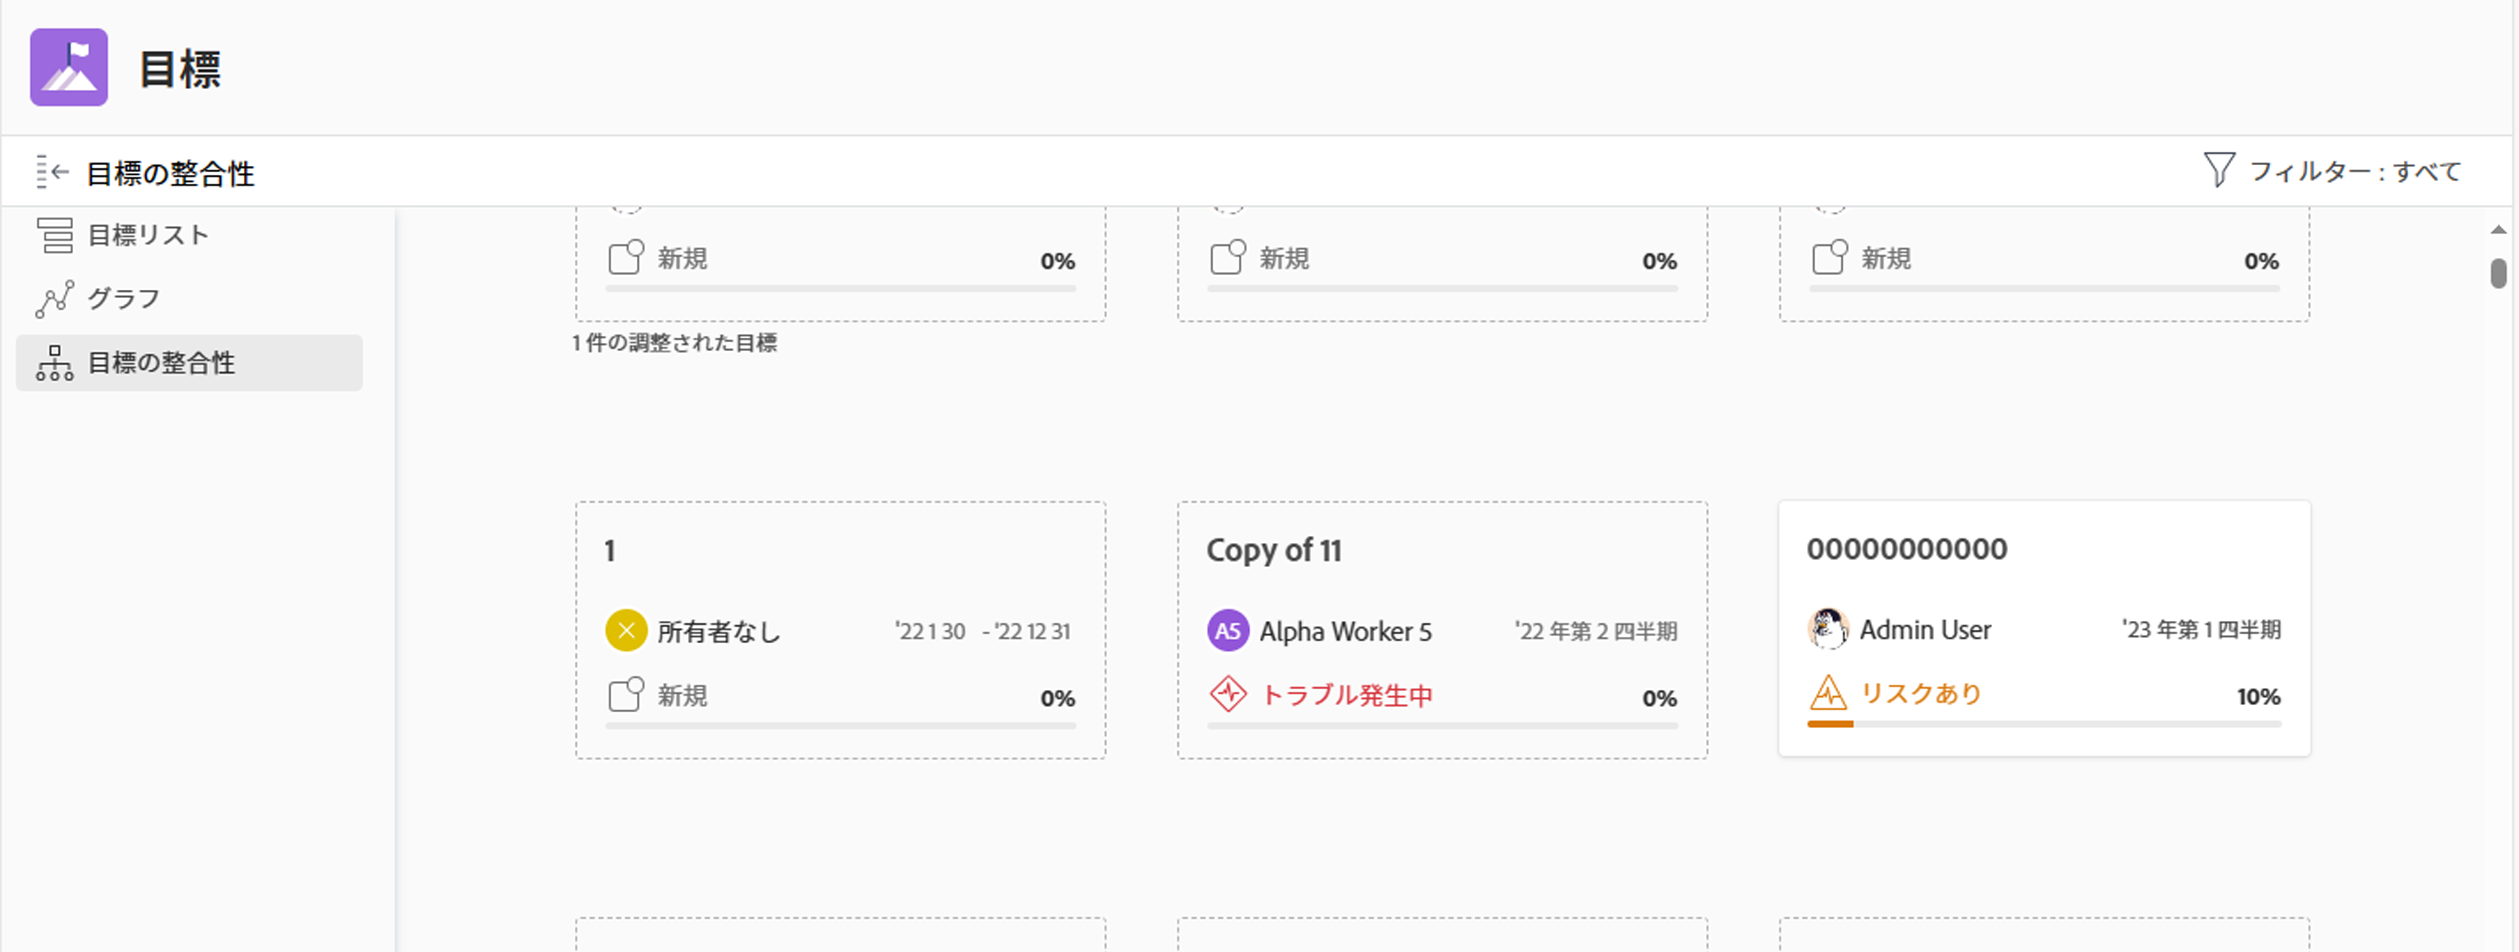 目標
目標の整合性
フィルター : すべて
目標リスト
グラフ
目標の整合性
新規 0%
新規 0%
新規 0%
1 件の調整された目標
1
所有者なし '22 1 30 - '22 12 31
新規 0%
Copy of 11
A5 Alpha Worker 5 '22 年第 2 四半期
トラブル発生中 0%
00000000000
Admin User '23 年第 1 四半期
リスクあり 10%